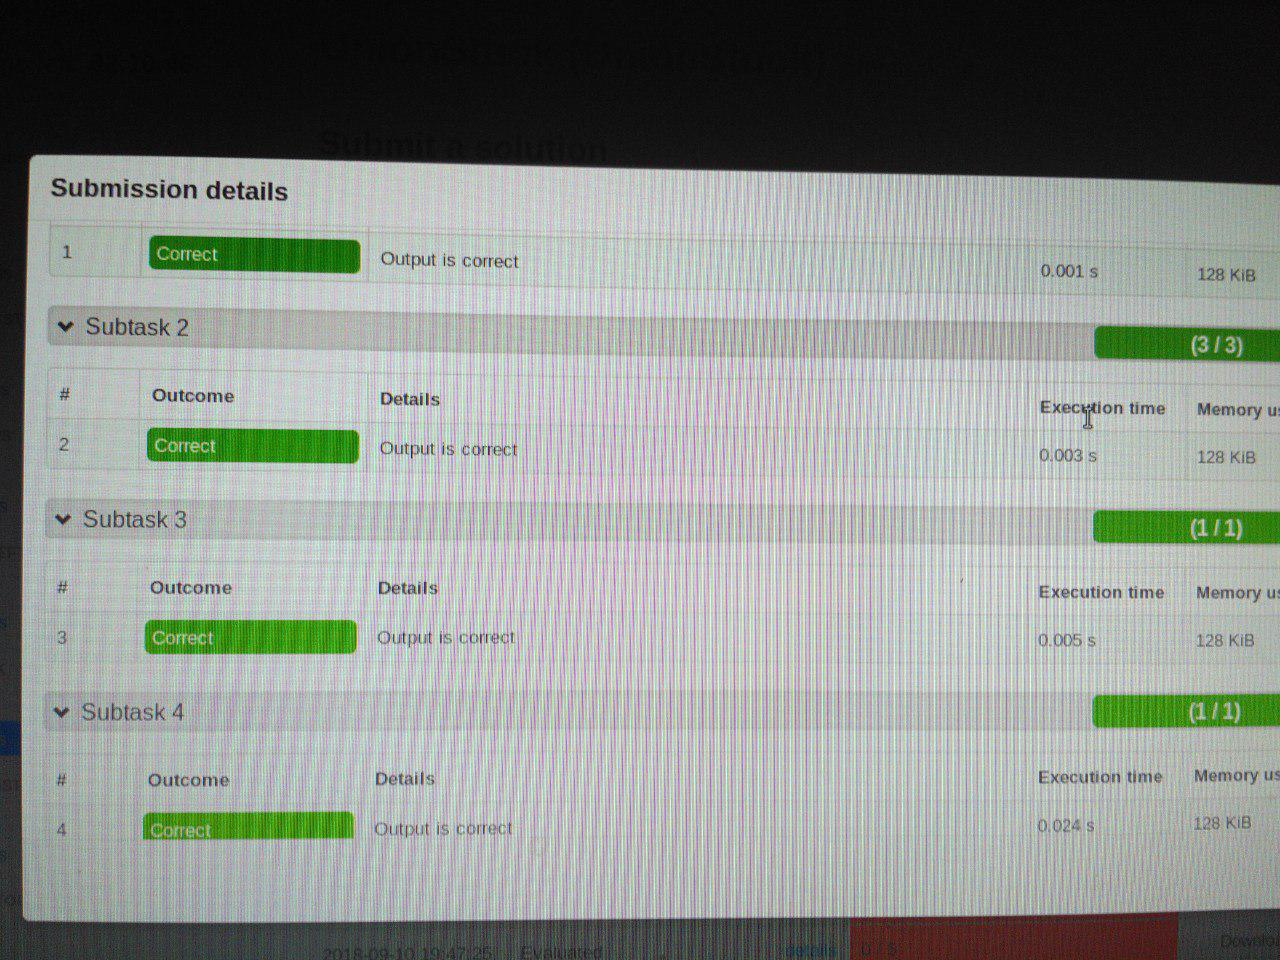 Submit a solution
Submission details
1 Correct Output is correct 0.001 s 128 KiB
Subtask 2 (3 / 3)
# Outcome Details Execution time Memory us
2 Correct Output is correct 0.003 s 128 KiB
Subtask 3 (1 / 1)
# Outcome Details Execution time Memory us
3 Correct Output is correct 0.005 s 128 KiB
Subtask 4 (1 / 1)
# Outcome Details Execution time Memory us
4 Correct Output is correct 0.024 s 128 KiB
2018-09-10 19:47:25 Evaluated details Downlo